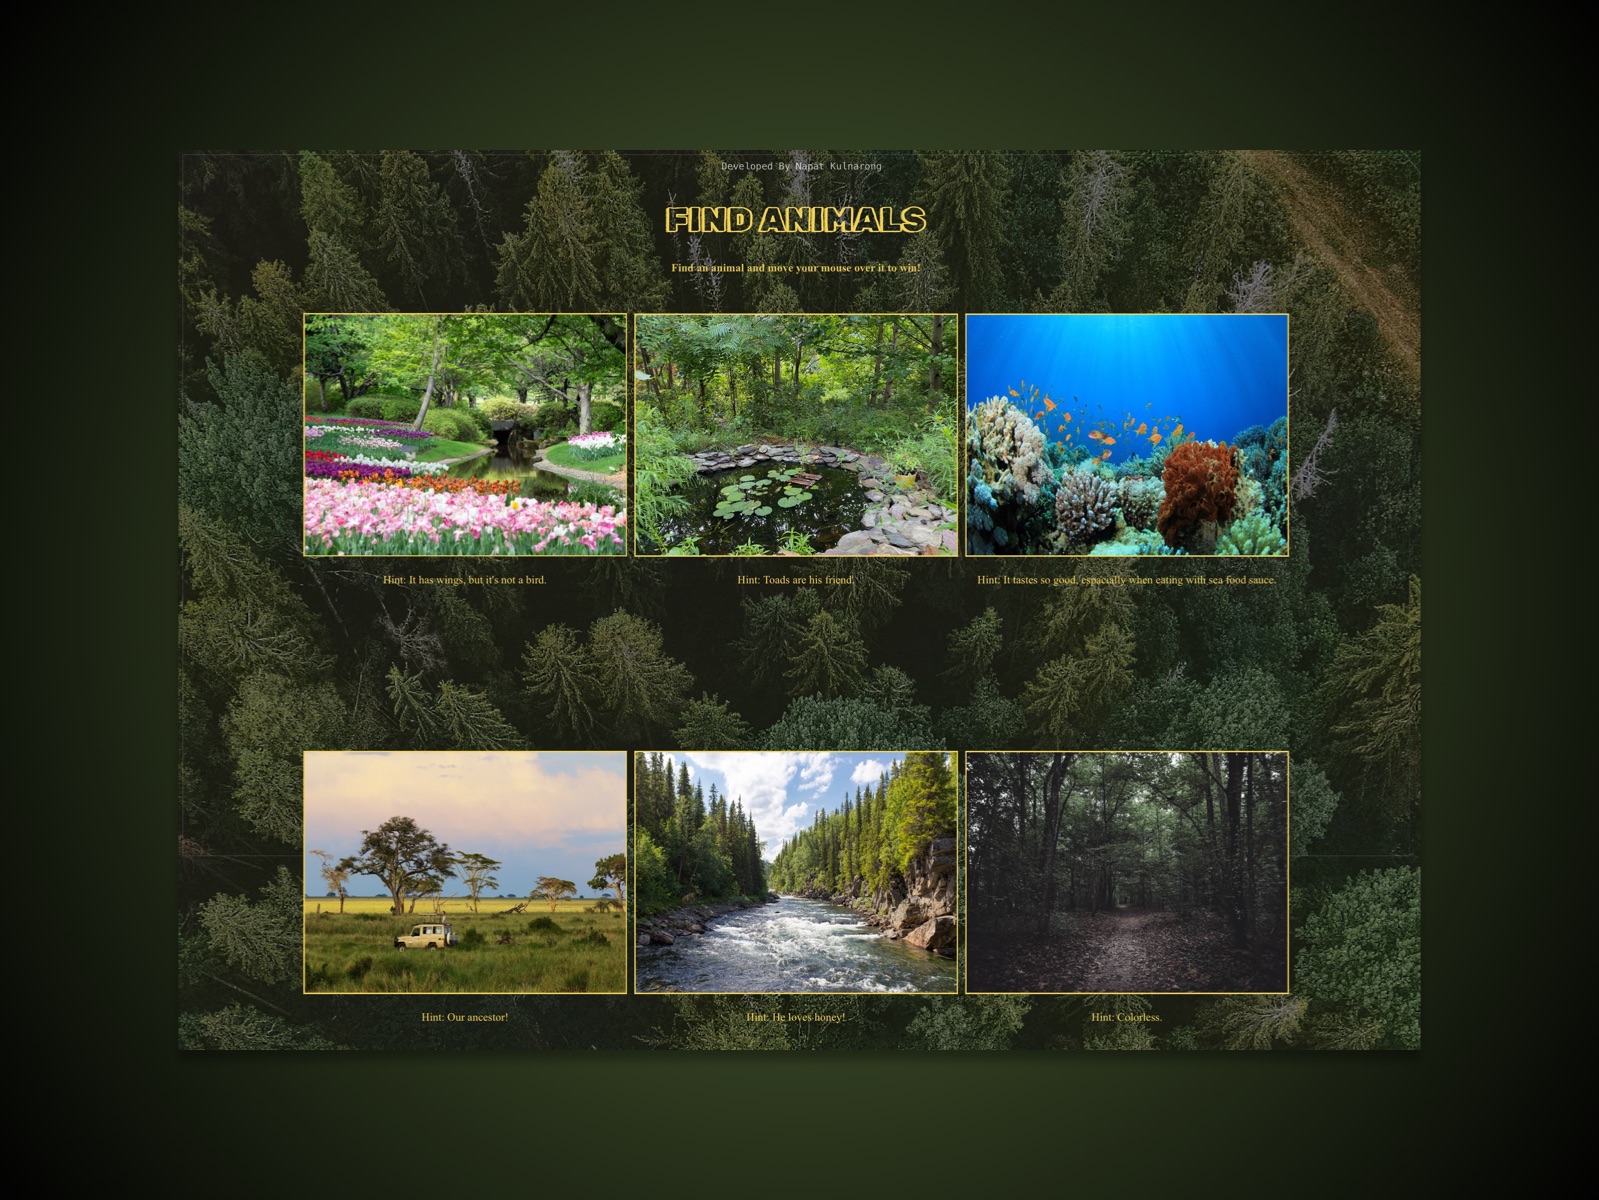 Developed By Napat Kulnarong
FIND ANIMALS
Find an animal and move your mouse over it to win!
Hint: It has wings, but it's not a bird.
Hint: Toads are his friend.
Hint: It tastes so good, espacially when eating with sea food sauce.
Hint: Our ancestor!
Hint: He loves honey!
Hint: Colorless.